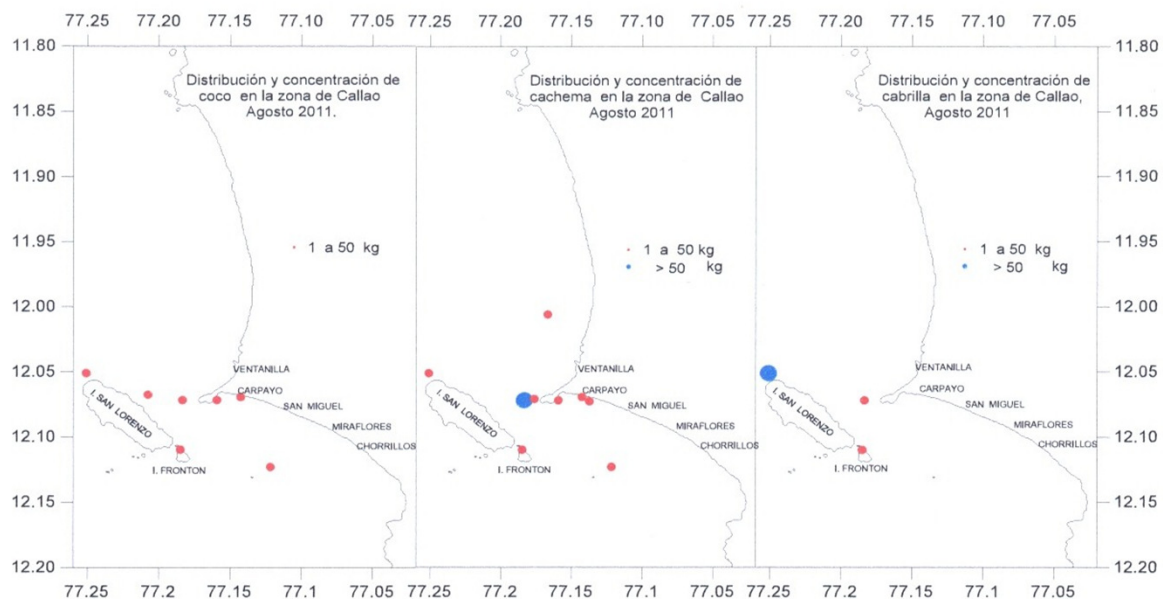 77.25 77.20 77.15 77.10 77.05 77.25 77.20 77.15 77.10 77.05 77.25 77.20 77.15 77.10 77.05
11.80
11.85
11.90
11.95
12.00
12.05
12.10
12.15
12.20
Distribución y concentración de
coco en la zona de Callao
Agosto 2011.
1 a 50 kg
VENTANILLA
CARPAYO
SAN MIGUEL
MIRAFLORES
CHORRILLOS
I. SAN LORENZO
I. FRONTON
Distribución y concentración de
cachema en la zona de Callao
Agosto 2011
1 a 50 kg
> 50 kg
VENTANILLA
CARPAYO
SAN MIGUEL
MIRAFLORES
CHORRILLOS
I. SAN LORENZO
I. FRONTON
Distribución y concentración de
cabrilla en la zona de Callao,
Agosto 2011
1 a 50 kg
> 50 kg
VENTANILLA
CARPAYO
SAN MIGUEL
MIRAFLORES
CHORRILLOS
I. SAN LORENZO
I. FRONTON
11.80
11.85
11.90
11.95
12.00
12.05
12.10
12.15
12.20
77.25 77.20 77.15 77.10 77.05 77.25 77.20 77.15 77.10 77.05 77.25 77.20 77.15 77.10 77.05